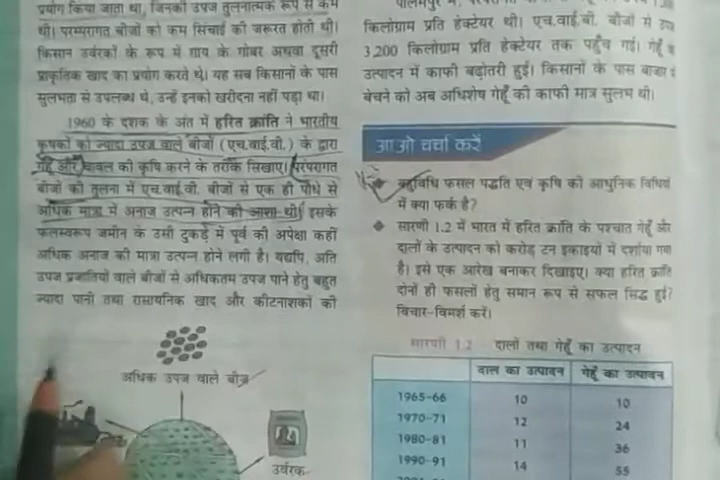 प्रयोग किया जाता था, जिनकी उपज तुलनात्मक रूप से कम
थी। परम्परागत बीजों को कम सिंचाई की जरूरत होती थी।
किसान उर्वरकों के रूप में गाय के गोबर अथवा दूसरी
प्राकृतिक खाद का प्रयोग करते थे। यह सब किसानों के पास
सुलभता से उपलब्ध थे, उन्हें इनको खरीदना नहीं पड़ा था।
1960 के दशक के अंत में हरित क्रांति ने भारतीय
कृषकों को ज्यादा उपज वाले बीजों (एच.वाई.वी.) के द्वारा
गेहूँ और चावल की कृषि करने के तरीके सिखाए। परंपरागत
बीजों की तुलना में एच.वाई.वी. बीजों से एक ही पौधे से
अधिक मात्रा में अनाज उत्पन्न होने की आशा थी। इसके
फलस्वरूप जमीन के उसी टुकड़े में पूर्व की अपेक्षा कहीं
अधिक अनाज की मात्रा उत्पन्न होने लगी है। यद्यपि, अति
उपज प्रजातियों वाले बीजों से अधिकतम उपज पाने हेतु बहुत
ज्यादा पानी तथा रासायनिक खाद और कीटनाशकों की
अधिक उपज वाले बीज
उर्वरक
किलोग्राम प्रति हेक्टेयर थी। एच.वाई.वी. बीजों से उपज
3,200 किलोग्राम प्रति हेक्टेयर तक पहुँच गई। गेहूँ के
उत्पादन में काफी बढ़ोतरी हुई। किसानों के पास बाजार में
बेचने को अब अधिशेष गेहूँ की काफी मात्र सुलभ थी।
आओ चर्चा करें
बहुविधि फसल पद्धति एवं कृषि की आधुनिक विधियों
में क्या फर्क है?
◆ सारणी 1.2 में भारत में हरित क्रांति के पश्चात गेहूँ और
दालों के उत्पादन को करोड़ टन इकाइयों में दर्शाया गया
है। इसे एक आरेख बनाकर दिखाइए। क्या हरित क्रांति
दोनों ही फसलों हेतु समान रूप से सफल सिद्ध हुई?
विचार-विमर्श करें।
सारणी 1.2 दालों तथा गेहूँ का उत्पादन
दाल का उत्पादन गेहूँ का उत्पादन
1965-66 10 10
1970-71 12 24
1980-81 11 36
1990-91 14 55